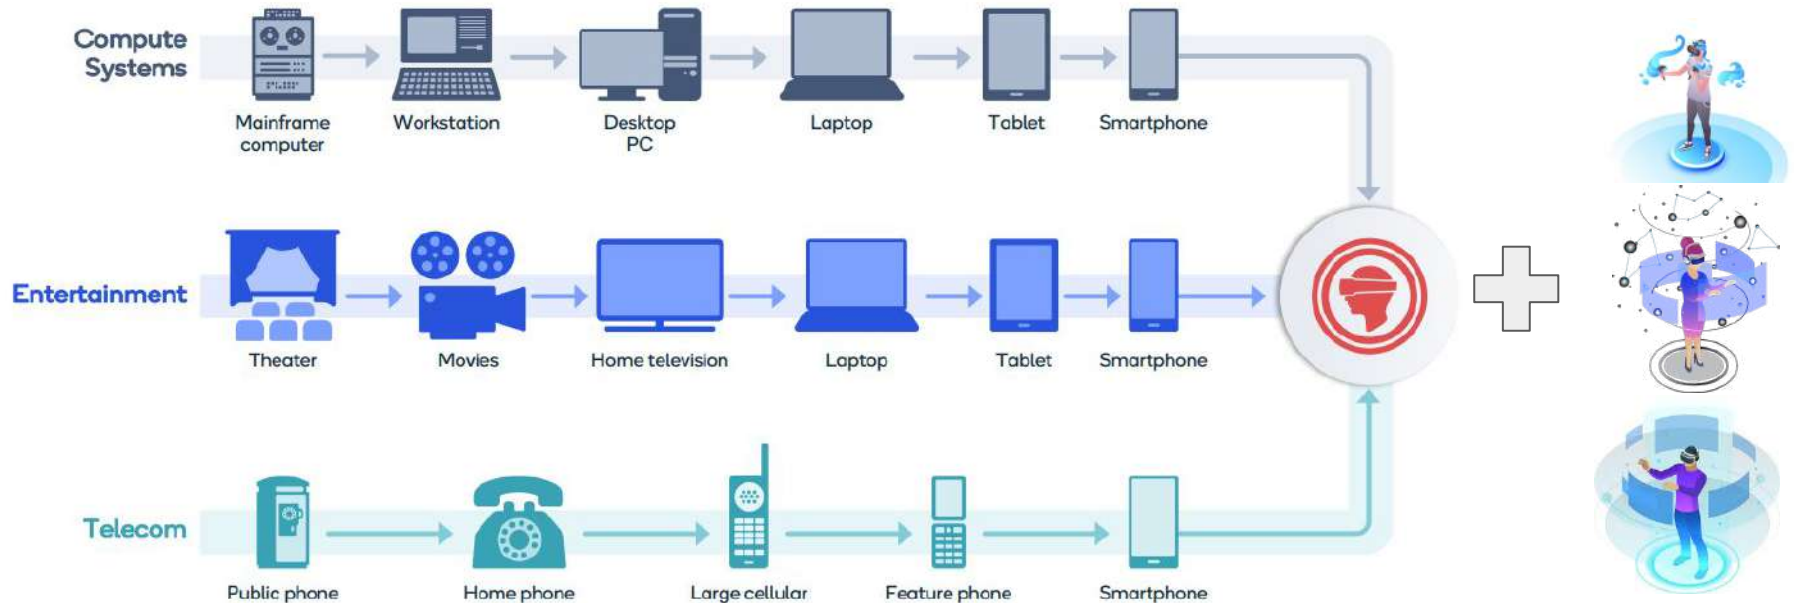 Compute
Systems
Mainframe
computer
Workstation
Desktop
PC
Laptop
Tablet
Smartphone
Entertainment
Theater
Movies
Home television
Laptop
Tablet
Smartphone
Telecom
Public phone
Home phone
Large cellular
Feature phone
Smartphone